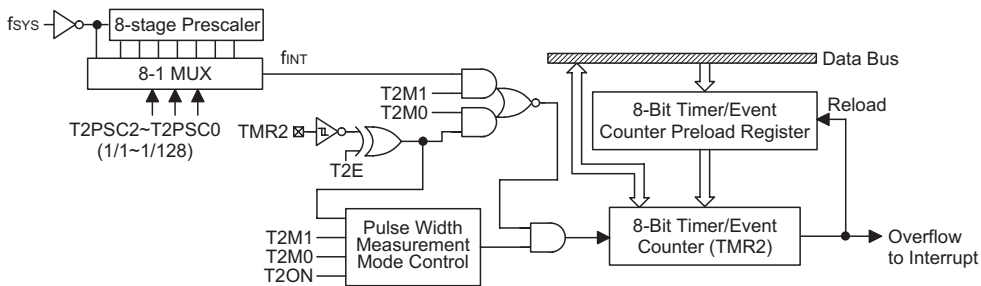 fSYS
8-stage Prescaler
8-1 MUX
fINT
T2PSC2~T2PSC0
(1/1~1/128)
T2M1
T2M0
TMR2
T2E
T2M1
T2M0
T2ON
Pulse Width
Measurement
Mode Control
Data Bus
8-Bit Timer/Event
Counter Preload Register
Reload
8-Bit Timer/Event
Counter (TMR2)
Overflow
to Interrupt